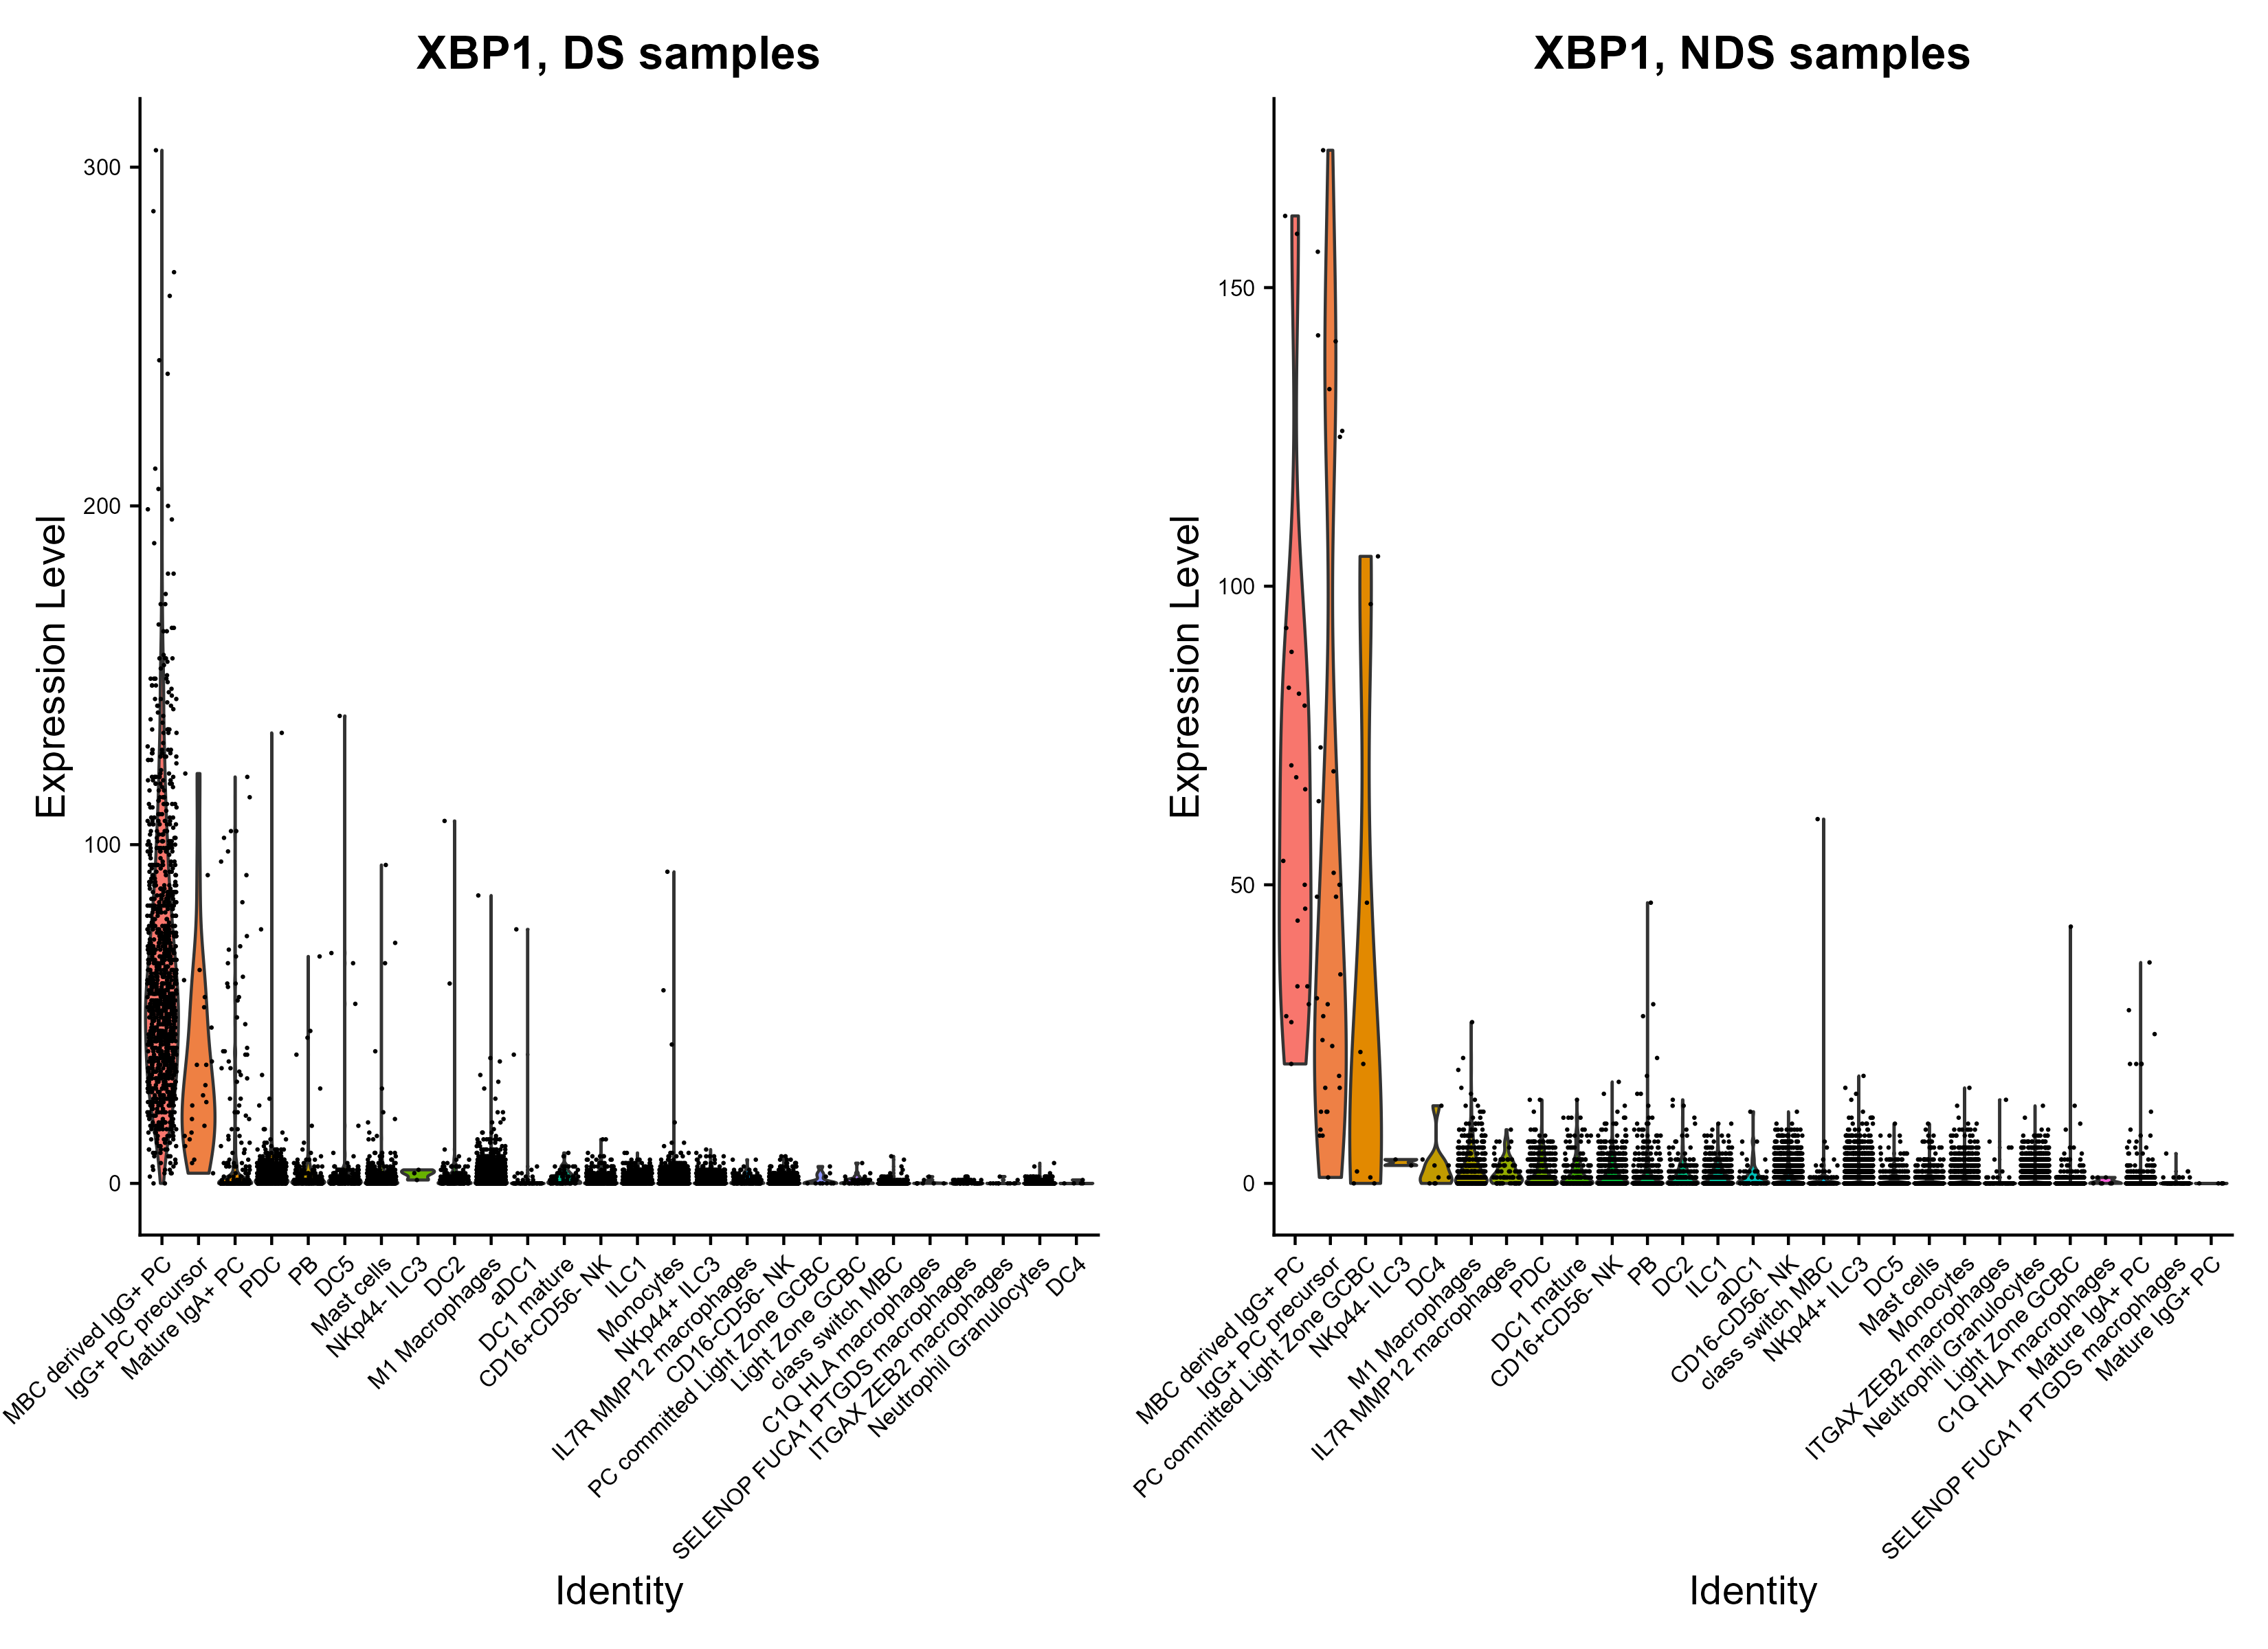 XBP1, DS samples
Expression Level
300
200
100
0
MBC derived IgG+ PC
IgG+ PC precursor
Mature IgA+ PC
PDC
PB
DC5
Mast cells
NKp44- ILC3
DC2
M1 Macrophages
aDC1
DC1 mature
CD16+CD56- NK
ILC1
Monocytes
NKp44+ ILC3
IL7R MMP12 macrophages
CD16-CD56- NK
PC committed Light Zone GCBC
Light Zone GCBC
class switch MBC
C1Q HLA macrophages
SELENOP FUCA1 PTGDS macrophages
ITGAX ZEB2 macrophages
Neutrophil Granulocytes
DC4
Identity
XBP1, NDS samples
Expression Level
150
100
50
0
MBC derived IgG+ PC
IgG+ PC precursor
PC committed Light Zone GCBC
NKp44- ILC3
DC4
M1 Macrophages
IL7R MMP12 macrophages
PDC
DC1 mature
CD16+CD56- NK
PB
DC2
ILC1
aDC1
CD16-CD56- NK
class switch MBC
NKp44+ ILC3
DC5
Mast cells
Monocytes
ITGAX ZEB2 macrophages
Neutrophil Granulocytes
Light Zone GCBC
C1Q HLA macrophages
Mature IgA+ PC
SELENOP FUCA1 PTGDS macrophages
Mature IgG+ PC
Identity